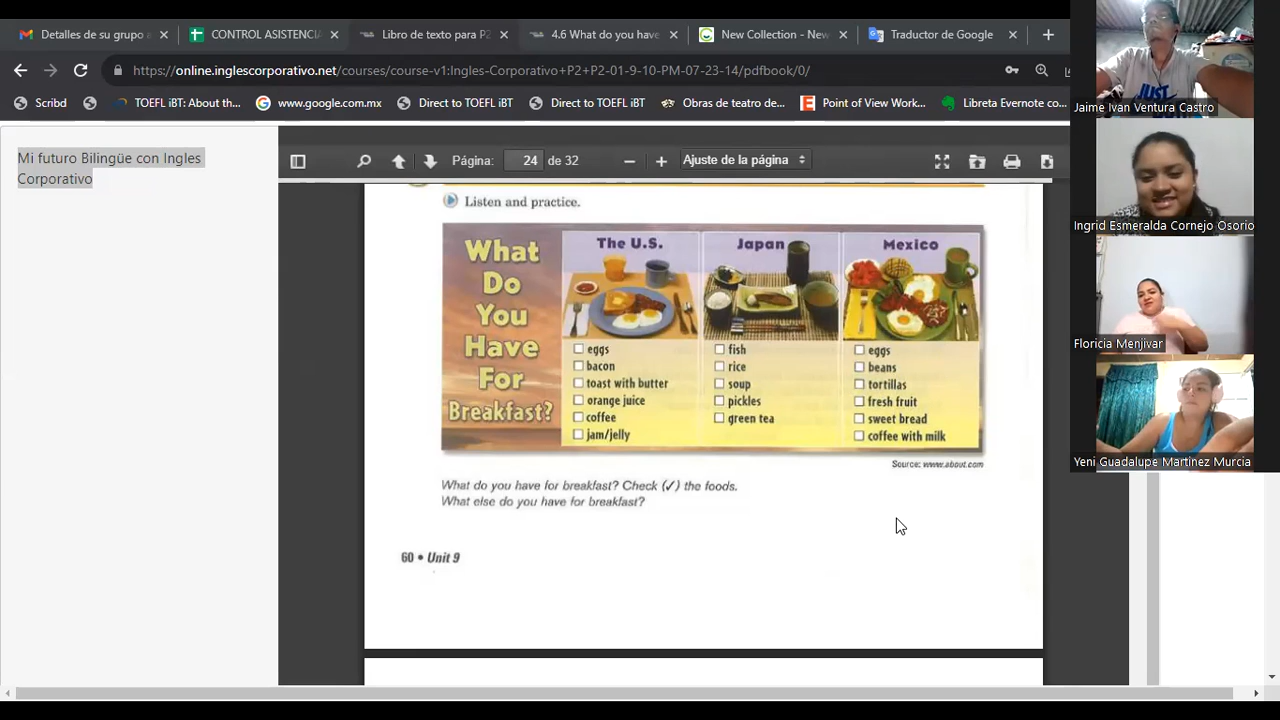 Detalles de su grupo a
CONTROL ASISTENCIA
Libro de texto para P2
4.6 What do you have
New Collection - New
Traductor de Google
https://online.inglescorporativo.net/courses/course-v1:Ingles-Corporativo+P2+P2-01-9-10-PM-07-23-14/pdfbook/0/
Scribd
TOEFL iBT: About th...
www.google.com.mx
Direct to TOEFL iBT
Direct to TOEFL iBT
Obras de teatro de...
Point of View Work...
Libreta Evernote co...
Mi futuro Bilingüe con Ingles
Corporativo
Página: 24 de 32
Ajuste de la página
Listen and practice.
What
Do
You
Have
For
Breakfast?
The U.S.
eggs
bacon
toast with butter
orange juice
coffee
jam/jelly
Japan
fish
rice
soup
pickles
green tea
Mexico
eggs
beans
tortillas
fresh fruit
sweet bread
coffee with milk
Source: www.about.com
What do you have for breakfast? Check (✓) the foods.
What else do you have for breakfast?
60 • Unit 9
Jaime Ivan Ventura Castro
Ingrid Esmeralda Cornejo Osorio
Floricia Menjivar
Yeni Guadalupe Martinez Murcia